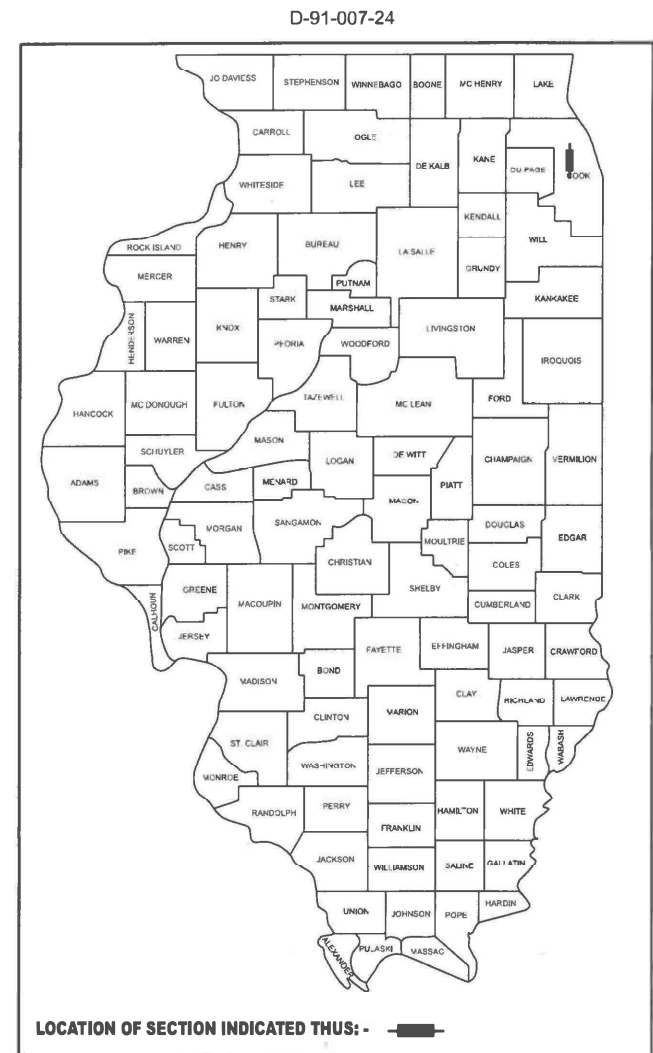 D-91-007-24
JO DAVIESS STEPHENSON WINNEBAGO BOONE MC HENRY LAKE
CARROLL OGLE
DE KALB KANE DU PAGE COOK
WHITESIDE LEE
KENDALL
ROCK ISLAND HENRY BUREAU LA SALLE WILL
MERCER GRUNDY
PUTNAM
STARK MARSHALL KANKAKEE
HENDERSON WARREN KNOX PEORIA WOODFORD LIVINGSTON IROQUOIS
HANCOCK MC DONOUGH FULTON TAZEWELL MC LEAN FORD
MASON
SCHUYLER LOGAN DE WITT CHAMPAIGN VERMILION
ADAMS BROWN CASS MENARD PIATT
MACON
MORGAN SANGAMON DOUGLAS
PIKE SCOTT CHRISTIAN MOULTRIE EDGAR
COLES
CALHOUN GREENE MACOUPIN MONTGOMERY SHELBY CUMBERLAND CLARK
JERSEY FAYETTE EFFINGHAM JASPER CRAWFORD
BOND
MADISON CLAY RICHLAND LAWRENCE
CLINTON MARION
ST. CLAIR WAYNE EDWARDS WABASH
WASHINGTON JEFFERSON
MONROE
RANDOLPH PERRY HAMILTON WHITE
FRANKLIN
JACKSON WILLIAMSON SALINE GALLATIN
HARDIN
UNION JOHNSON POPE
ALEXANDER PULASKI MASSAC
LOCATION OF SECTION INDICATED THUS: -